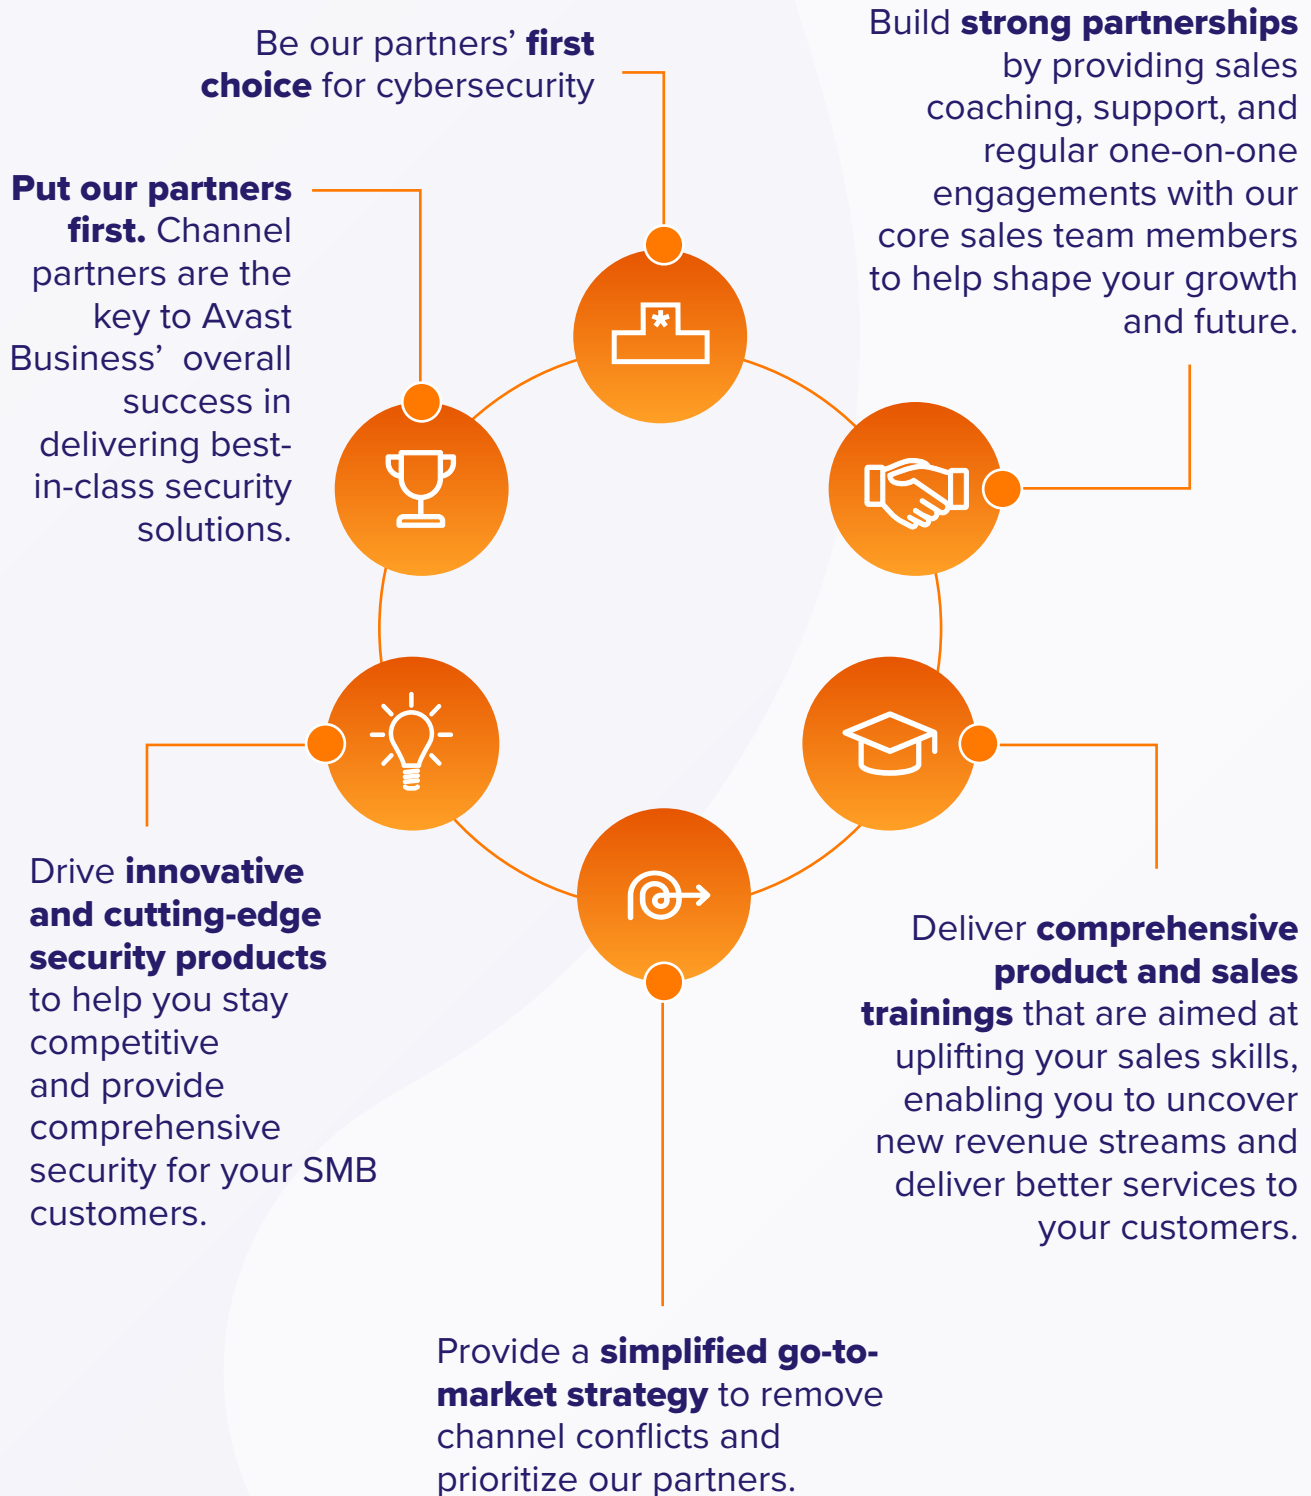 Be our partners’ first
choice for cybersecurity
Build strong partnerships
by providing sales
coaching, support, and
regular one-on-one
engagements with our
core sales team members
to help shape your growth
and future.
Put our partners
first. Channel
partners are the
key to Avast
Business’  overall
success in
delivering best-
in-class security
solutions.
*
Drive innovative
and cutting-edge
security products
to help you stay
competitive
and provide
comprehensive
security for your SMB
customers.
Deliver comprehensive
product and sales
trainings that are aimed at
uplifting your sales skills,
enabling you to uncover
new revenue streams and
deliver better services to
your customers.
Provide a simplified go-to-
market strategy to remove
channel conflicts and
prioritize our partners.